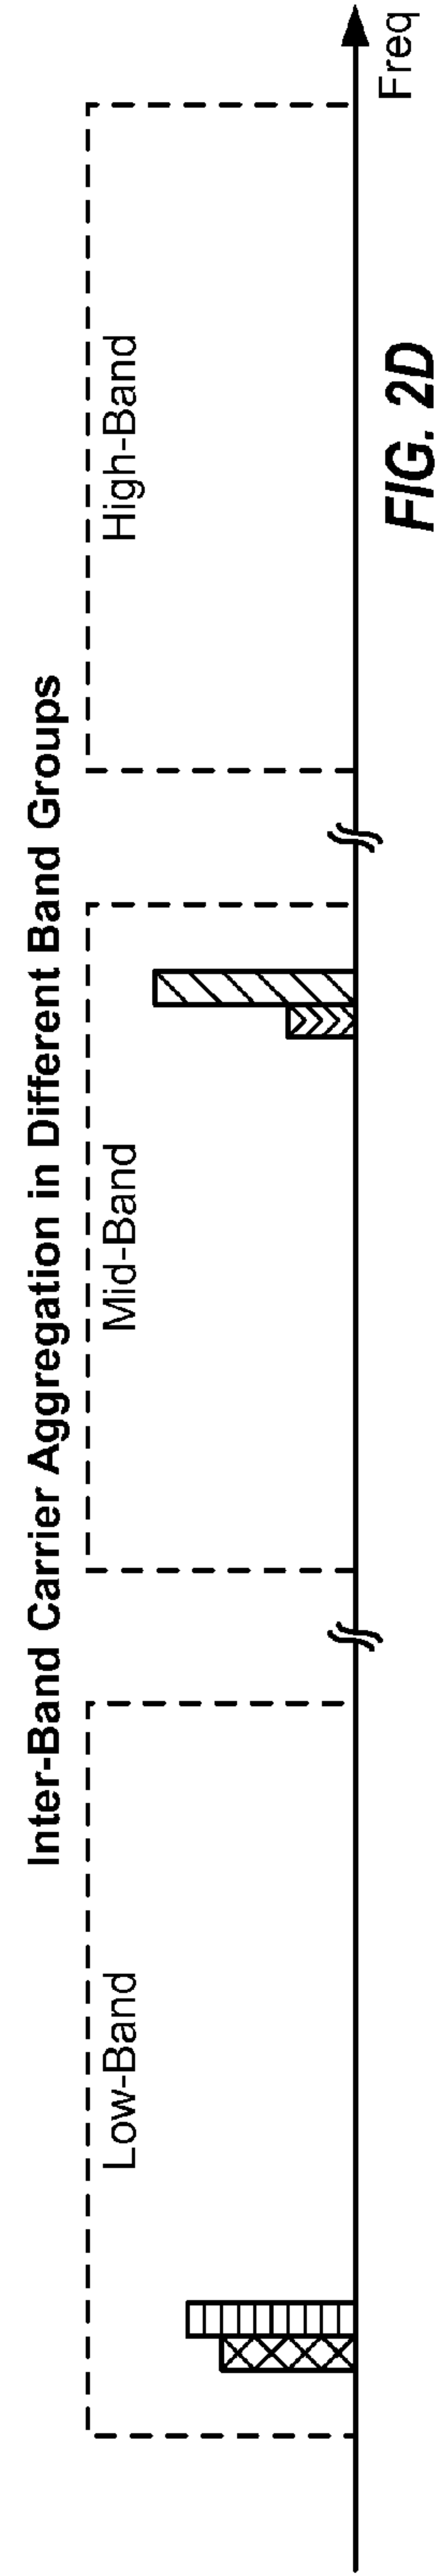 Inter-Band Carrier Aggregation in Different Band Groups
Low-Band
Mid-Band
High-Band
Freq
FIG. 2D